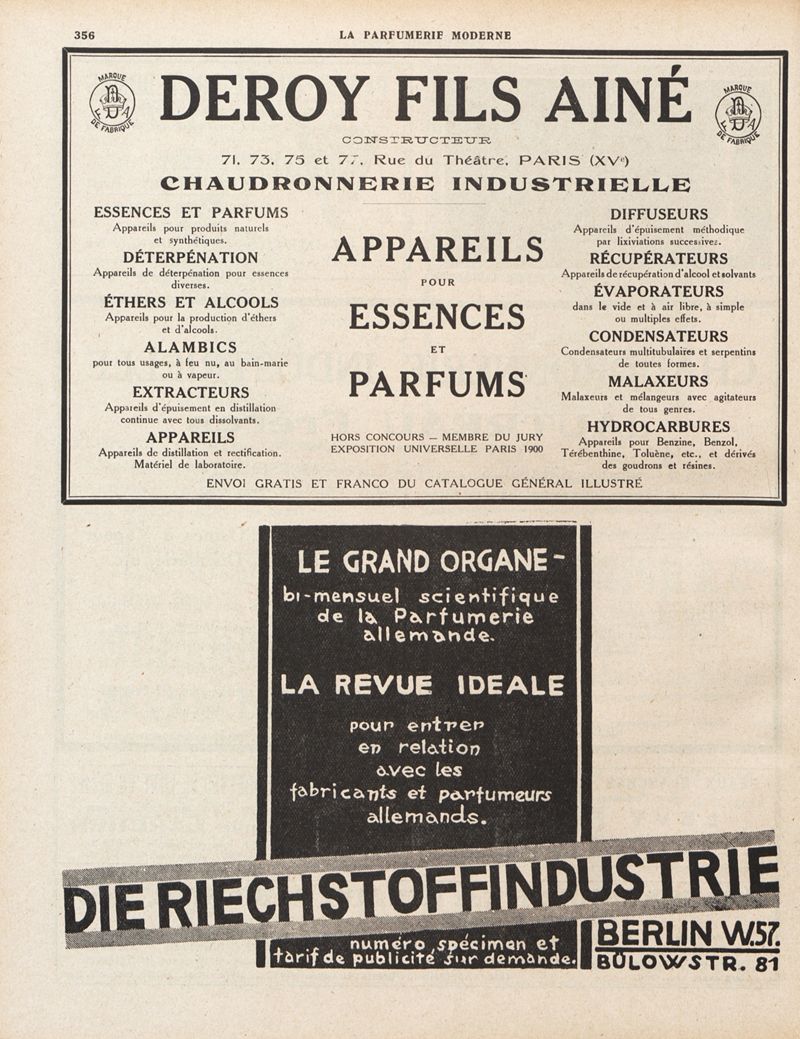 356
LA PARFUMERIE MODERNE
MARQUE
DE FABRIQUE
DEROY FILS AINÉ
MARQUE
DE FABRIQUE
CONSTRUCTEUR
71, 73, 75 et 77, Rue du Théâtre, PARIS (XVe)
CHAUDRONNERIE INDUSTRIELLE
ESSENCES ET PARFUMS
Appareils pour produits naturels
et synthétiques.
DÉTERPÉNATION
Appareils de déterpénation pour essences
diverses.
ÉTHERS ET ALCOOLS
Appareils pour la production d'éthers
et d'alcools.
ALAMBICS
pour tous usages, à feu nu, au bain-marie
ou à vapeur.
EXTRACTEURS
Appareils d'épuisement en distillation
continue avec tous dissolvants.
APPAREILS
Appareils de distillation et rectification.
Matériel de laboratoire.
APPAREILS
POUR
ESSENCES
ET
PARFUMS
HORS CONCOURS — MEMBRE DU JURY
EXPOSITION UNIVERSELLE PARIS 1900
DIFFUSEURS
Appareils d'épuisement méthodique
par lixiviations successives.
RÉCUPÉRATEURS
Appareils de récupération d'alcool et solvants
ÉVAPORATEURS
dans le vide et à air libre, à simple
ou multiples effets.
CONDENSATEURS
Condensateurs multitubulaires et serpentins
de toutes formes.
MALAXEURS
Malaxeurs et mélangeurs avec agitateurs
de tous genres.
HYDROCARBURES
Appareils pour Benzine, Benzol,
Térébenthine, Toluène, etc., et dérivés
des goudrons et résines.
ENVOI GRATIS ET FRANCO DU CATALOGUE GÉNÉRAL ILLUSTRÉ
LE GRAND ORGANE-
bi-mensuel scientifique
de la Parfumerie
allemande.
LA REVUE IDEALE
pour entrer
en relation
avec les
fabricants et parfumeurs
allemands.
DIE RIECHSTOFFINDUSTRIE
numéro spécimen et
tarif de publicité sur demande.
BERLIN W.57.
BÜLOWSTR. 81